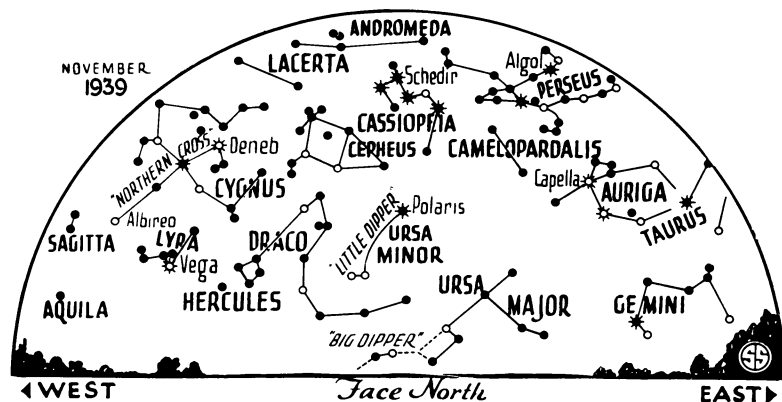 ANDROMEDA
LACERTA
NOVEMBER
1939
Schedir
Algol
PERSEUS
CASSIOPEIA
CEPHEUS
CAMELOPARDALIS
"NORTHERN CROSS"
Deneb
CYGNUS
Capella
AURIGA
TAURUS
Albireo
SAGITTA
LYRA
Vega
DRACO
"LITTLE DIPPER"
Polaris
URSA
MINOR
AQUILA
HERCULES
URSA MAJOR
GEMINI
"BIG DIPPER"
SS
WEST
Face North
EAST